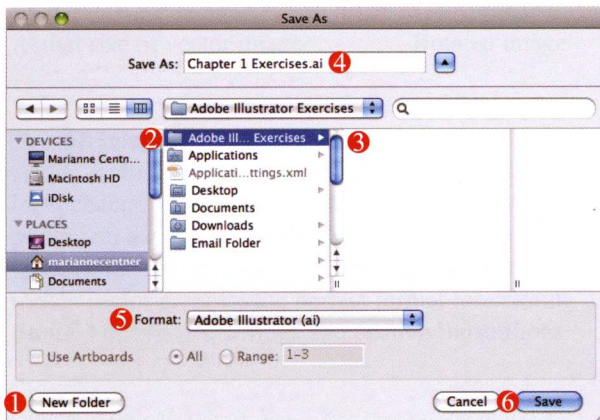 Save As
Save As: Chapter 1 Exercises.ai 4
Adobe Illustrator Exercises
DEVICES
Marianne Centn...
Macintosh HD
iDisk
PLACES
Desktop
mariannecentner
Documents
2 Adobe Ill... Exercises 3
Applications
Applicati...ttings.xml
Desktop
Documents
Downloads
Email Folder
5 Format: Adobe Illustrator (ai)
Use Artboards All Range: 1-3
1 New Folder Cancel 6 Save